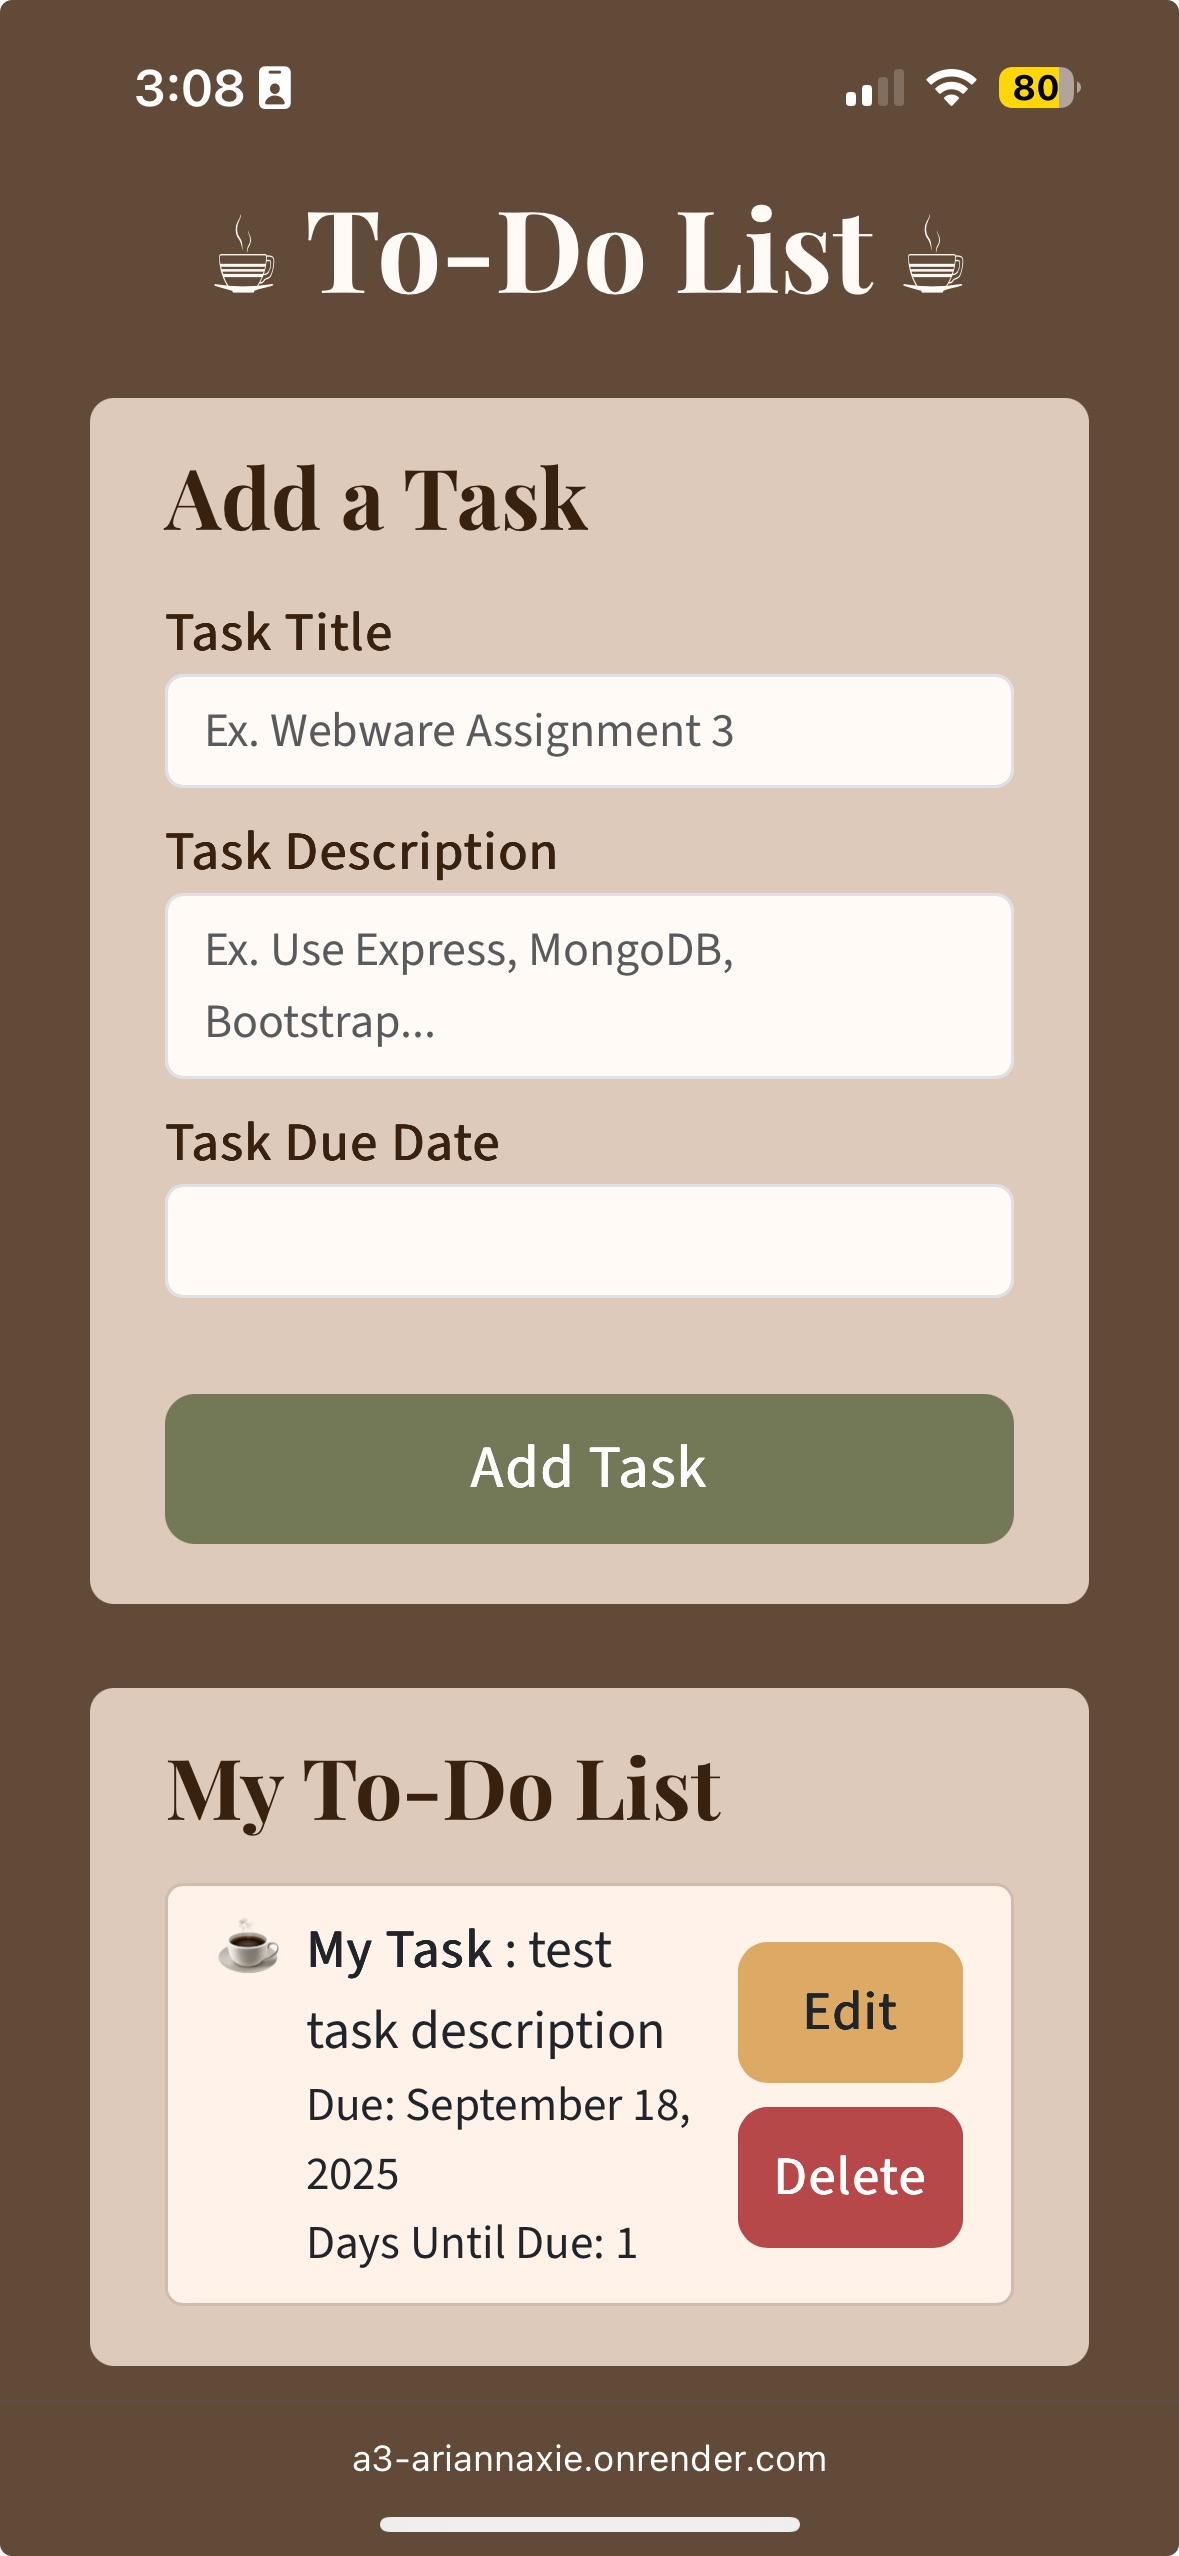 3:08
80
To-Do List
Add a Task
Task Title
Ex. Webware Assignment 3
Task Description
Ex. Use Express, MongoDB,
Bootstrap...
Task Due Date
Add Task
My To-Do List
My Task : test
task description
Due: September 18,
2025
Days Until Due: 1
Edit
Delete
a3-ariannaxie.onrender.com